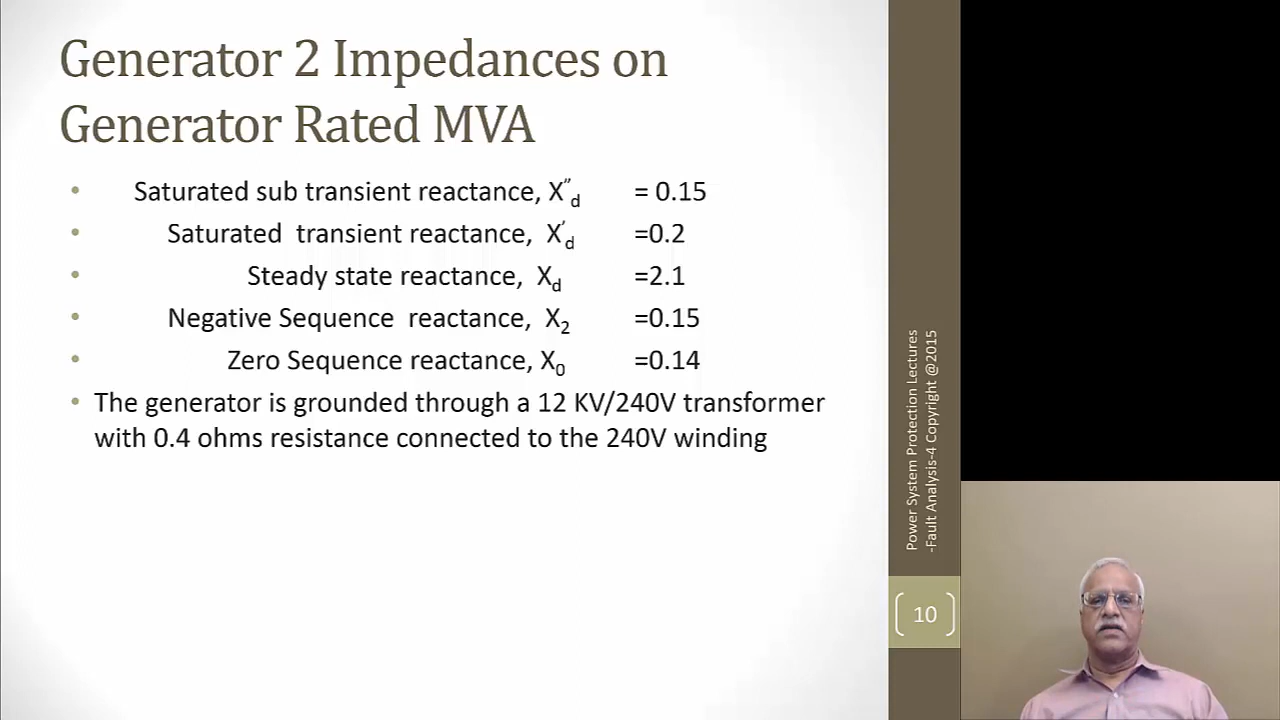 Generator 2 Impedances on
Generator Rated MVA
• Saturated sub transient reactance, X″d = 0.15
• Saturated transient reactance, X′d =0.2
• Steady state reactance, Xd =2.1
• Negative Sequence reactance, X2 =0.15
• Zero Sequence reactance, X0 =0.14
• The generator is grounded through a 12 KV/240V transformer
with 0.4 ohms resistance connected to the 240V winding
Power System Protection Lectures
-Fault Analysis-4 Copyright @2015
10